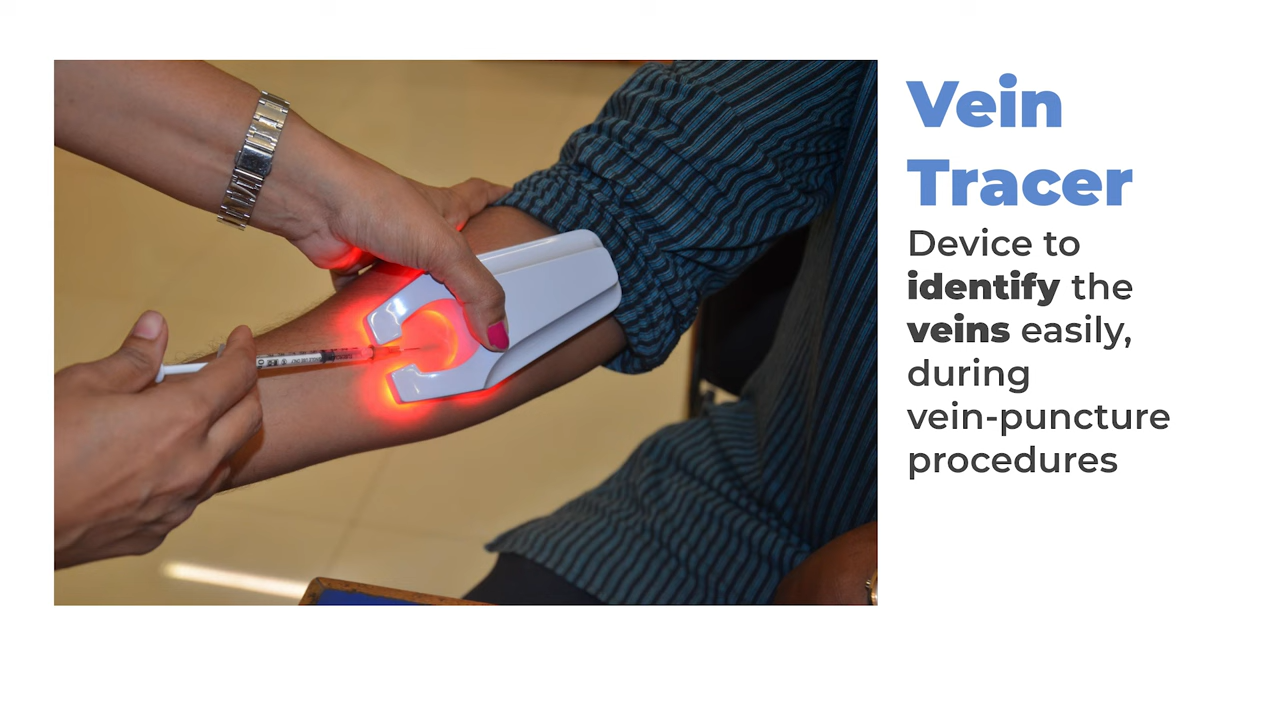 Vein
Tracer
Device to
identify the
veins easily,
during
vein-puncture
procedures